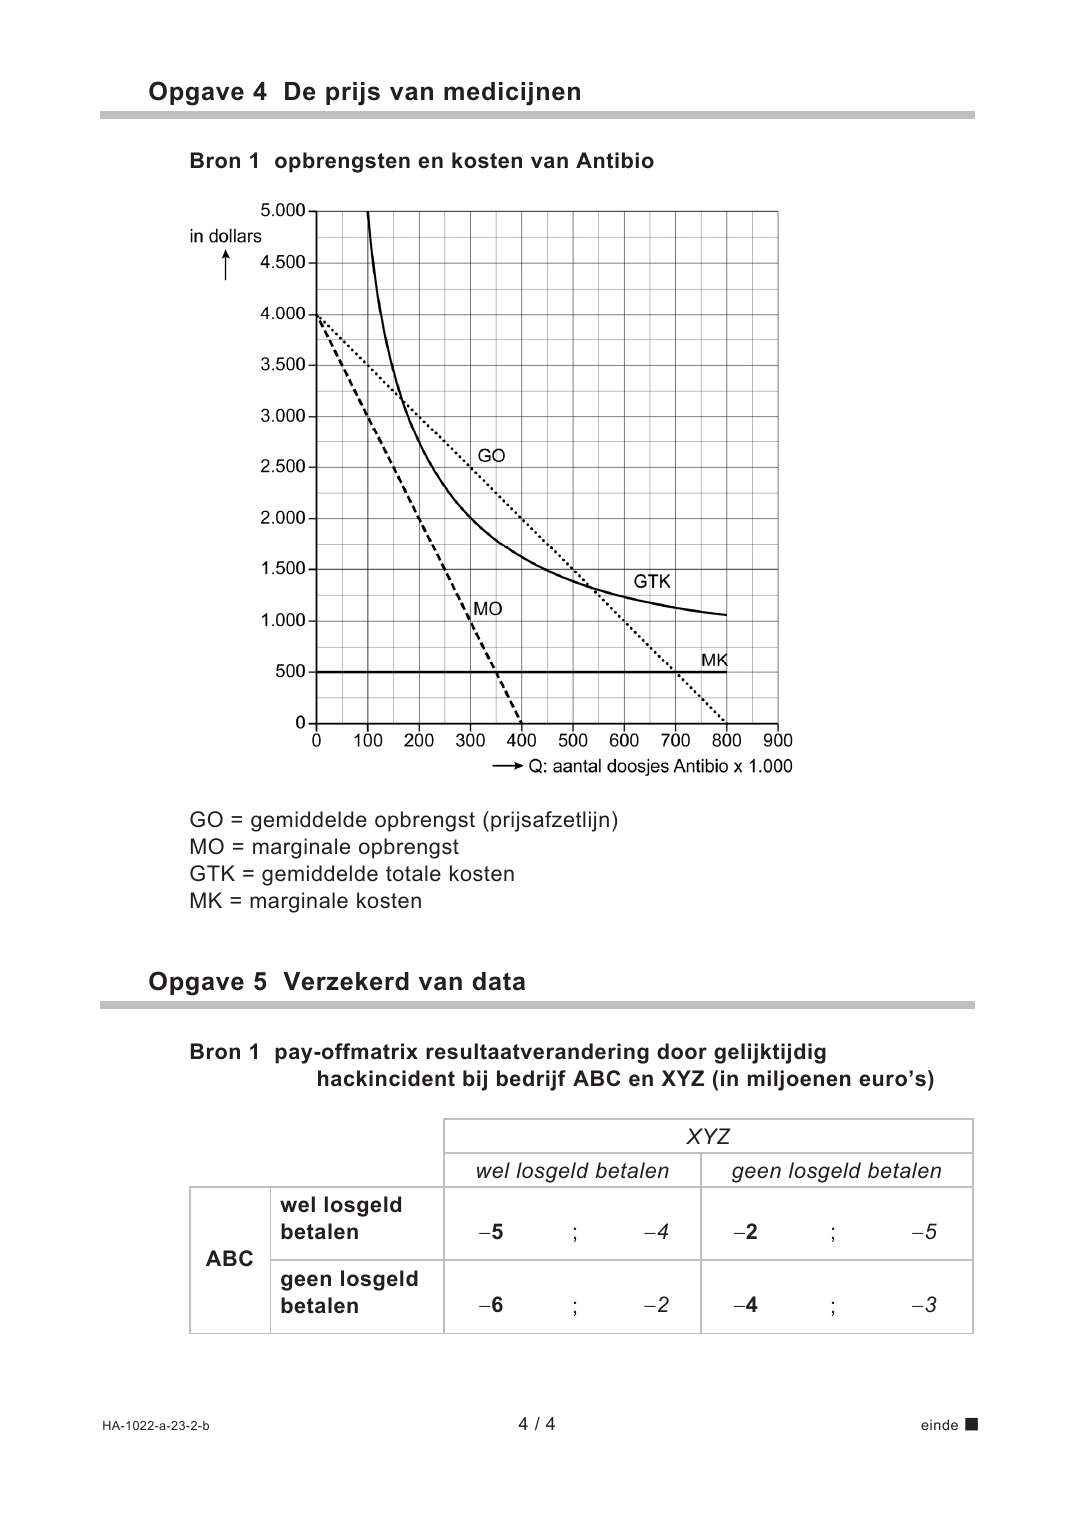 Opgave 4  De prijs van medicijnen
Bron 1  opbrengsten en kosten van Antibio
in dollars
5.000
4.500
4.000
3.500
3.000
2.500
2.000
1.500
1.000
500
0
GO
GTK
MO
MK
0 100 200 300 400 500 600 700 800 900
Q: aantal doosjes Antibio x 1.000
GO = gemiddelde opbrengst (prijsafzetlijn)
MO = marginale opbrengst
GTK = gemiddelde totale kosten
MK = marginale kosten
Opgave 5  Verzekerd van data
Bron 1  pay-offmatrix resultaatverandering door gelijktijdig
hackincident bij bedrijf ABC en XYZ (in miljoenen euro's)
XYZ
wel losgeld betalen geen losgeld betalen
ABC
wel losgeld
betalen −5 ; −4 −2 ; −5
geen losgeld
betalen −6 ; −2 −4 ; −3
HA-1022-a-23-2-b 4 / 4 einde ■